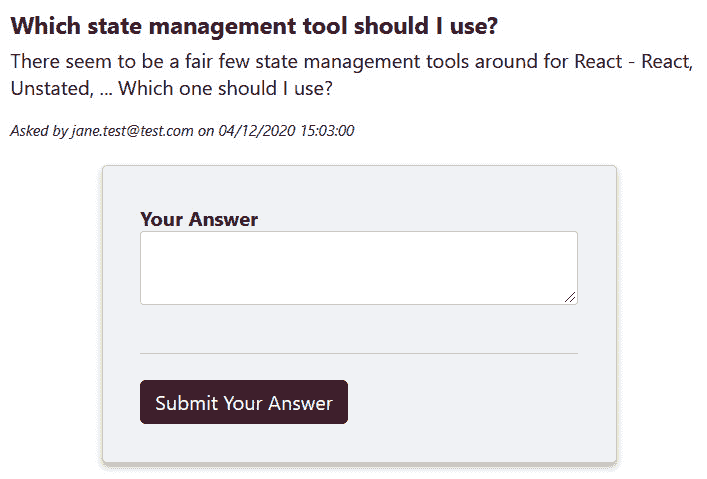 Which state management tool should I use?
There seem to be a fair few state management tools around for React - React,
Unstated, ... Which one should I use?
Asked by jane.test@test.com on 04/12/2020 15:03:00
Your Answer
Submit Your Answer